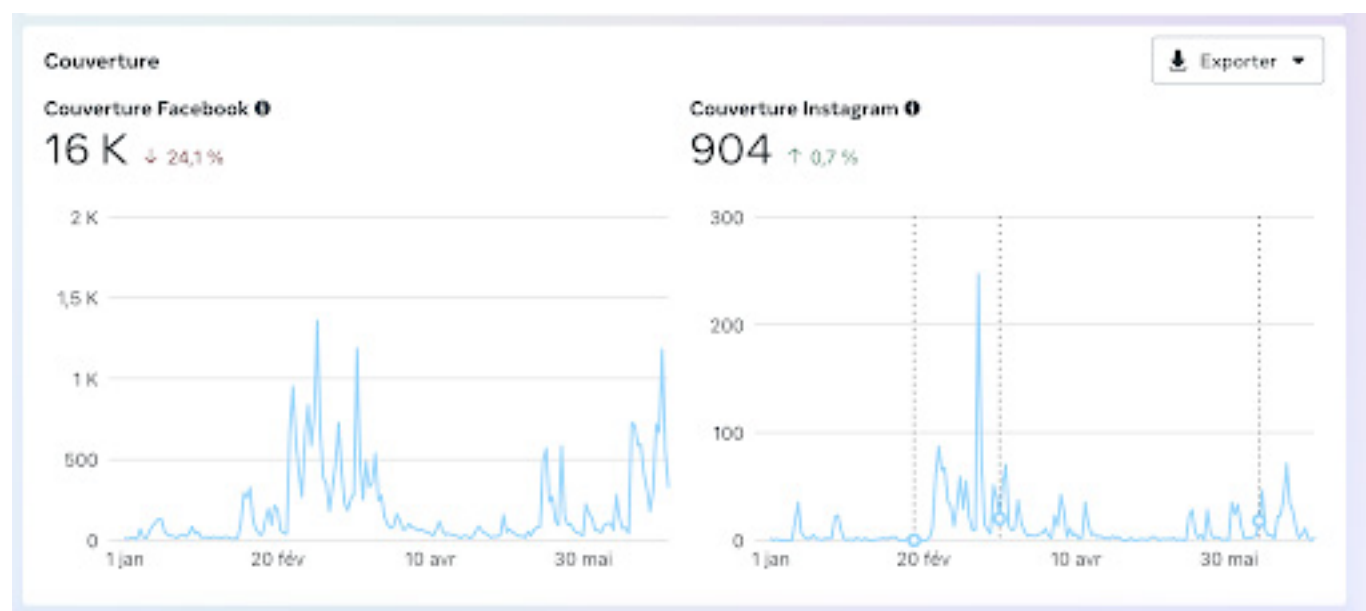 Couverture
Exporter
Couverture Facebook
16 K ↓ 24,1 %
2 K
1,5 K
1 K
500
0
1 jan 20 fév 10 avr 30 mai
Couverture Instagram
904 ↑ 0,7 %
300
200
100
0
1 jan 20 fév 10 avr 30 mai